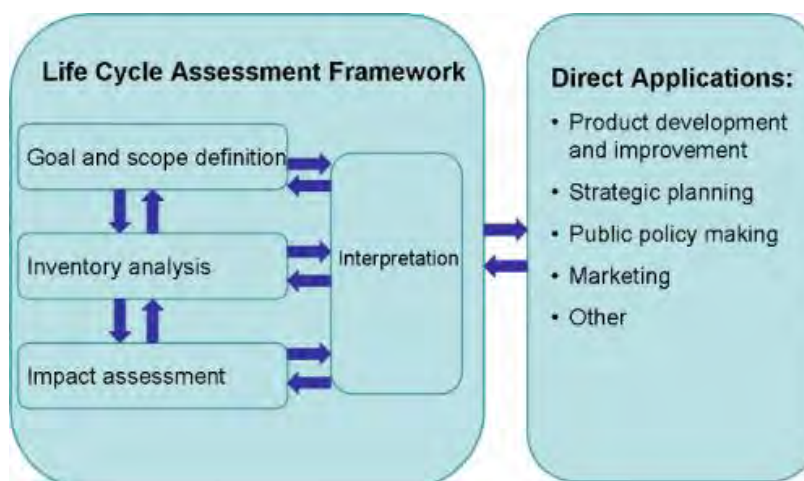 Life Cycle Assessment Framework
Goal and scope definition
Inventory analysis
Impact assessment
Interpretation
Direct Applications:
• Product development
and improvement
• Strategic planning
• Public policy making
• Marketing
• Other